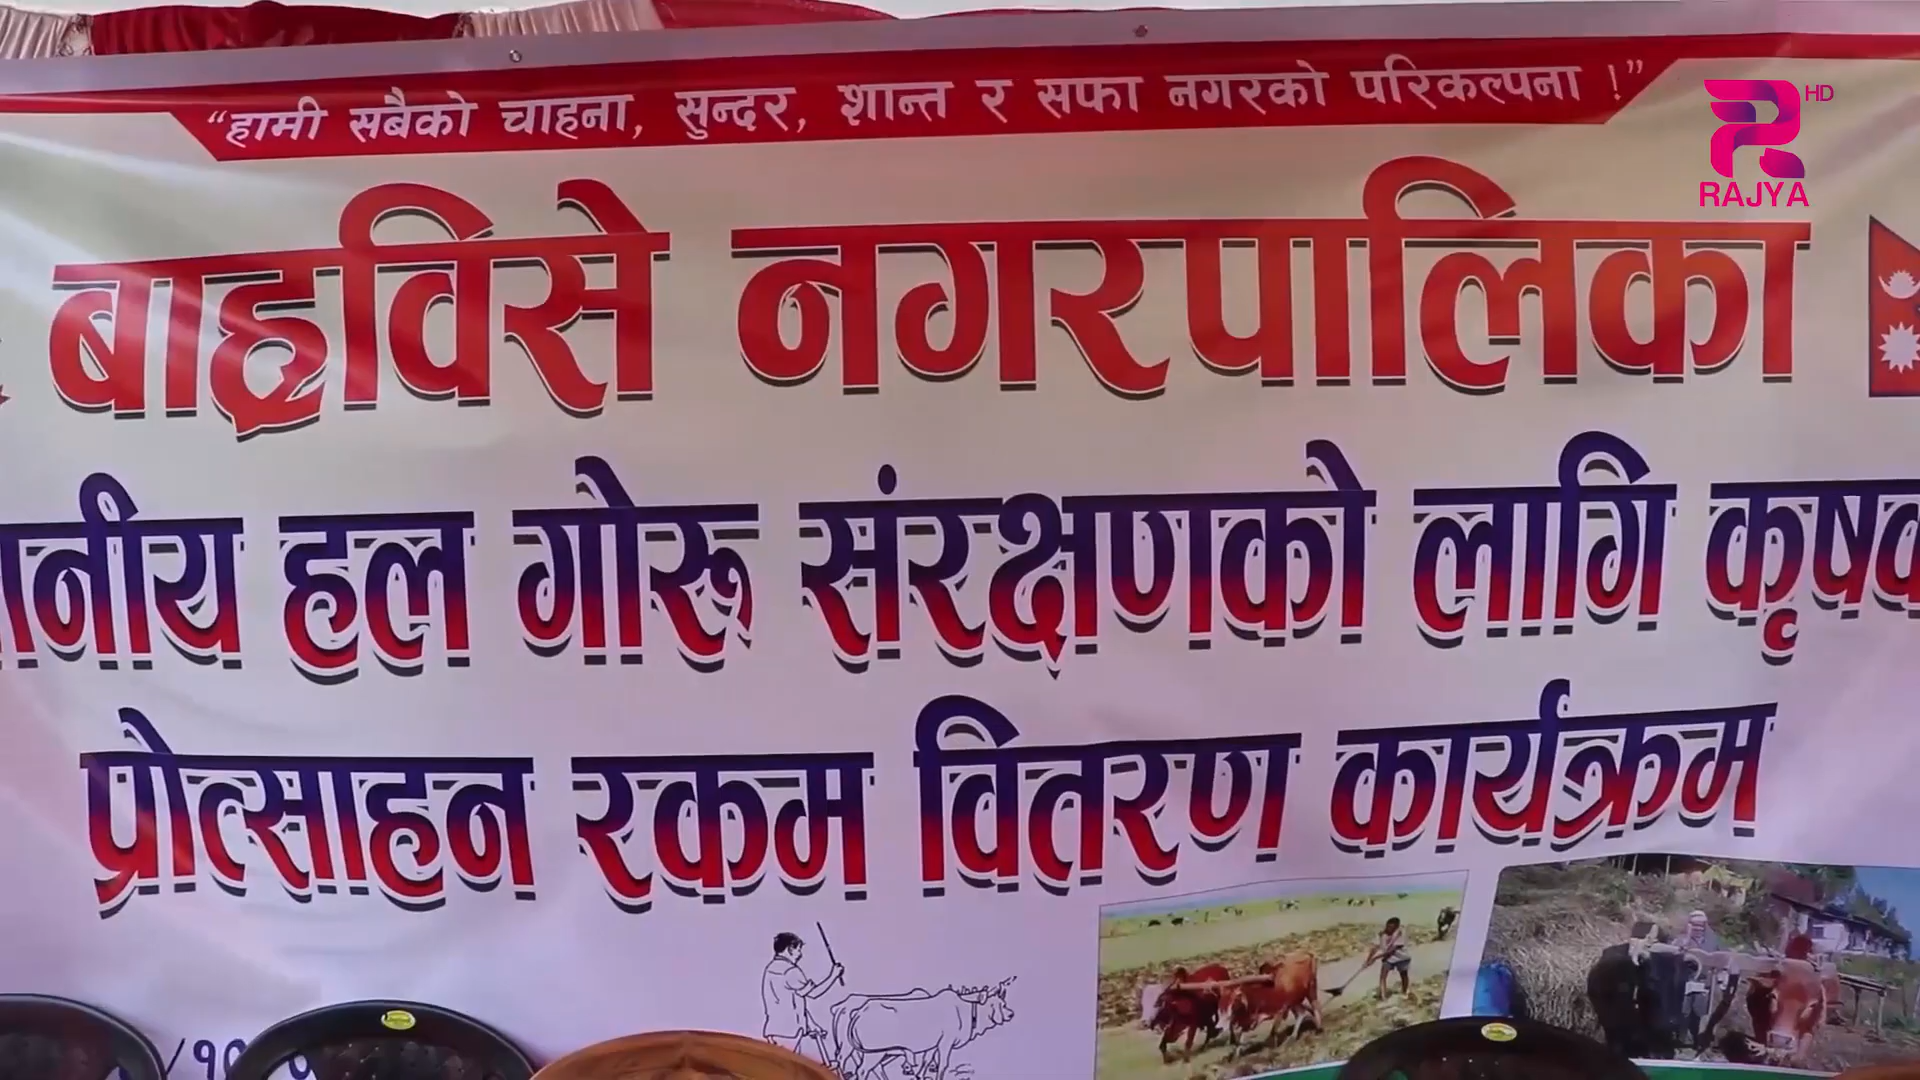 “हामी सबैको चाहना, सुन्दर, शान्त र सफा नगरको परिकल्पना !”
HD
RAJYA
बाह्रविसे नगरपालिका
ानीय हल गोरू संरक्षणको लागि कृषक
प्रोत्साहन रकम वितरण कार्यक्रम